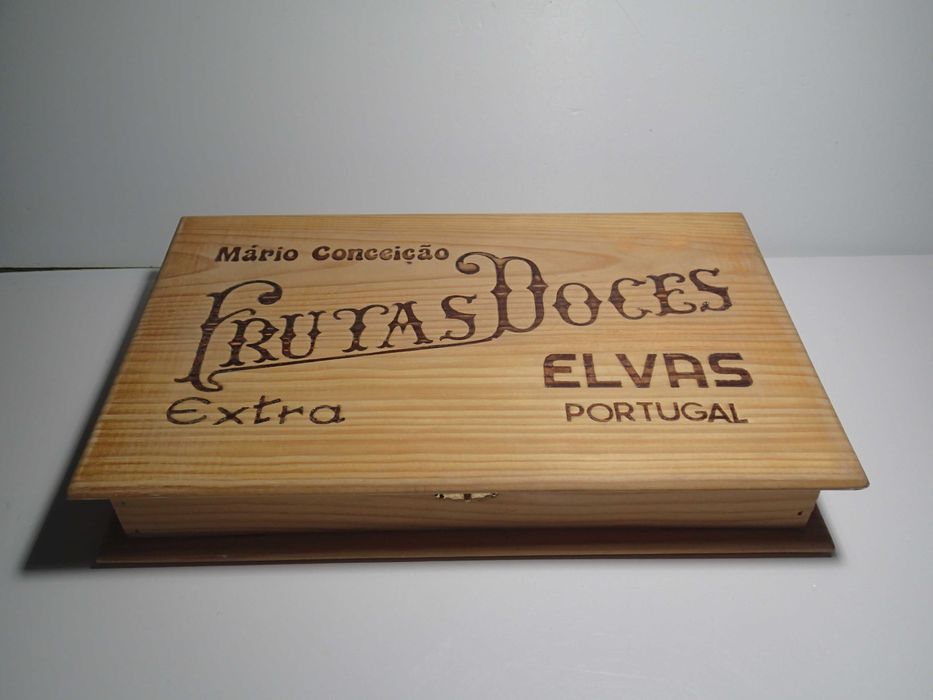 Mário Conceição
FRUTAS DOCES
Extra
ELVAS
PORTUGAL